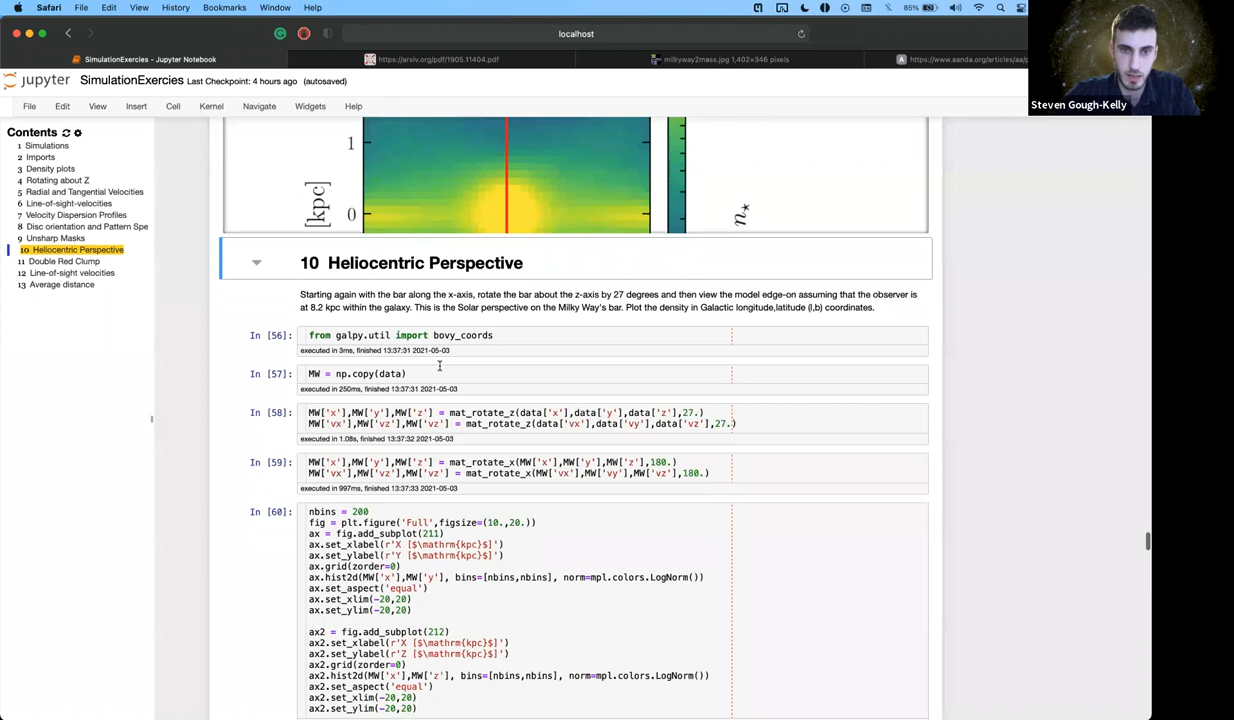 Safari File Edit View History Bookmarks Window Help
85%
localhost
SimulationExercies - Jupyter Notebook
https://arxiv.org/pdf/1905.11404.pdf
milkyway2mass.jpg 1,402×346 pixels
https://www.aanda.org/articles/aa/p
Steven Gough-Kelly
jupyter SimulationExercies Last Checkpoint: 4 hours ago (autosaved)
File Edit View Insert Cell Kernel Navigate Widgets Help
Contents
1 Simulations
2 Imports
3 Density plots
4 Rotating about Z
5 Radial and Tangential Velocities
6 Line-of-sight-velocities
7 Velocity Dispersion Profiles
8 Disc orientation and Pattern Spe
9 Unsharp Masks
10 Heliocentric Perspective
11 Double Red Clump
12 Line-of-sight velocities
13 Average distance
1
[kpc]
0
n⋆
10 Heliocentric Perspective
Starting again with the bar along the x-axis, rotate the bar about the z-axis by 27 degrees and then view the model edge-on assuming that the observer is
at 8.2 kpc within the galaxy. This is the Solar perspective on the Milky Way's bar. Plot the density in Galactic longitude,latitude (l,b) coordinates.
In [56]: from galpy.util import bovy_coords
executed in 3ms, finished 13:37:31 2021-05-03
In [57]: MW = np.copy(data)
executed in 250ms, finished 13:37:31 2021-05-03
In [58]: MW['x'],MW['y'],MW['z'] = mat_rotate_z(data['x'],data['y'],data['z'],27.)
MW['vx'],MW['vz'],MW['vz'] = mat_rotate_z(data['vx'],data['vy'],data['vz'],27.)
executed in 1.08s, finished 13:37:32 2021-05-03
In [59]: MW['x'],MW['y'],MW['z'] = mat_rotate_x(MW['x'],MW['y'],MW['z'],180.)
MW['vx'],MW['vz'],MW['vz'] = mat_rotate_x(MW['vx'],MW['vy'],MW['vz'],180.)
executed in 997ms, finished 13:37:33 2021-05-03
In [60]: nbins = 200
fig = plt.figure('Full',figsize=(10.,20.))
ax = fig.add_subplot(211)
ax.set_xlabel(r'X [$\mathrm{kpc}$]')
ax.set_ylabel(r'Y [$\mathrm{kpc}$]')
ax.grid(zorder=0)
ax.hist2d(MW['x'],MW['y'], bins=[nbins,nbins], norm=mpl.colors.LogNorm())
ax.set_aspect('equal')
ax.set_xlim(-20,20)
ax.set_ylim(-20,20)
ax2 = fig.add_subplot(212)
ax2.set_xlabel(r'X [$\mathrm{kpc}$]')
ax2.set_ylabel(r'Z [$\mathrm{kpc}$]')
ax2.grid(zorder=0)
ax2.hist2d(MW['x'],MW['z'], bins=[nbins,nbins], norm=mpl.colors.LogNorm())
ax2.set_aspect('equal')
ax2.set_xlim(-20,20)
ax2.set_ylim(-20,20)